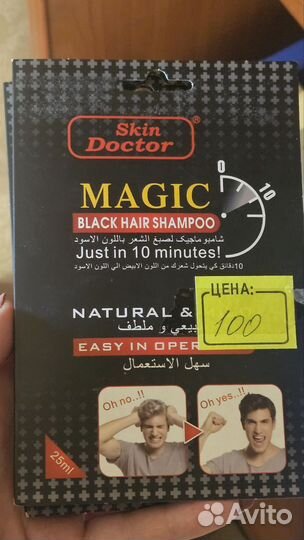 Skin
Doctor®
MAGIC
BLACK HAIR SHAMPOO
شامبو ماجيك لصبغ الشعر باللون الاسود
Just in 10 minutes!
10دقائق كي يتحول شعرك من اللون الابيض الي اللون الاسود
0
10
ЦЕНА:
100
NATURAL &
و ملطف
EASY IN OPER
سهل الاستعمال
Oh no..!!
Oh yes..!!
25ml
Avito